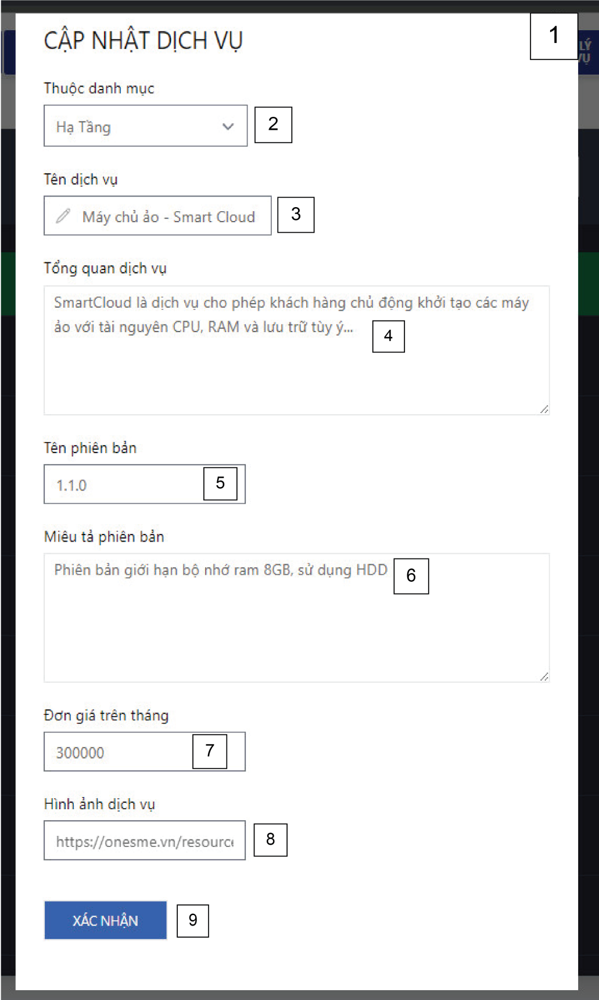 CẬP NHẬT DỊCH VỤ
1
LÝ
VỤ
Thuộc danh mục
Hạ Tầng
2
Tên dịch vụ
Máy chủ ảo - Smart Cloud
3
Tổng quan dịch vụ
SmartCloud là dịch vụ cho phép khách hàng chủ động khởi tạo các máy
ảo với tài nguyên CPU, RAM và lưu trữ tùy ý...
4
Tên phiên bản
1.1.0
5
Miêu tả phiên bản
Phiên bản giới hạn bộ nhớ ram 8GB, sử dụng HDD
6
Đơn giá trên tháng
300000
7
Hình ảnh dịch vụ
https://onesme.vn/resource
8
XÁC NHẬN
9